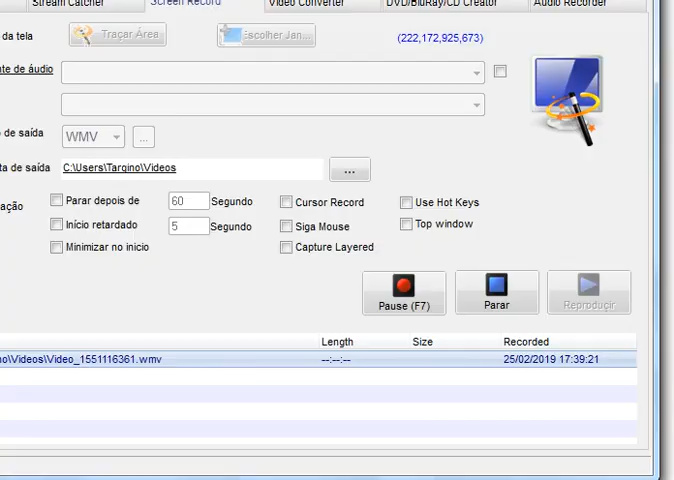 Stream Catcher Screen Record Video Converter DVD/BluRay/CD Creator Audio Recorder
da tela Traçar Área Escolher Jan... (222,172,925,673)
nte de áudio
de saída WMV ...
ta de saída C:\Users\Targino\Videos ...
ação Parar depois de 60 Segundo Cursor Record Use Hot Keys
Início retardado 5 Segundo Siga Mouse Top window
Minimizar no inicio Capture Layered
Pause (F7) Parar Reproduçir
Length Size Recorded
no\Videos\Video_1551116361.wmv --:--:-- 25/02/2019 17:39:21